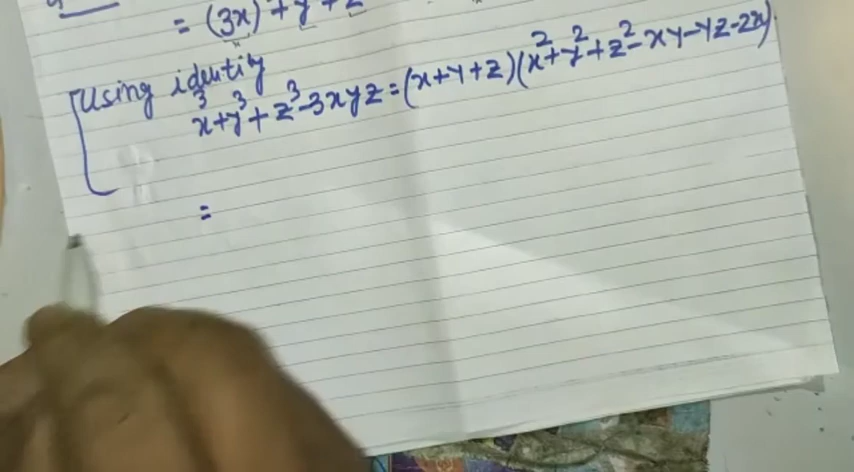 = (3x) + y + z
[Using identity
x³+y³+z³-3xyz=(x+y+z)(x²+y²+z²-xy-yz-zx)
=